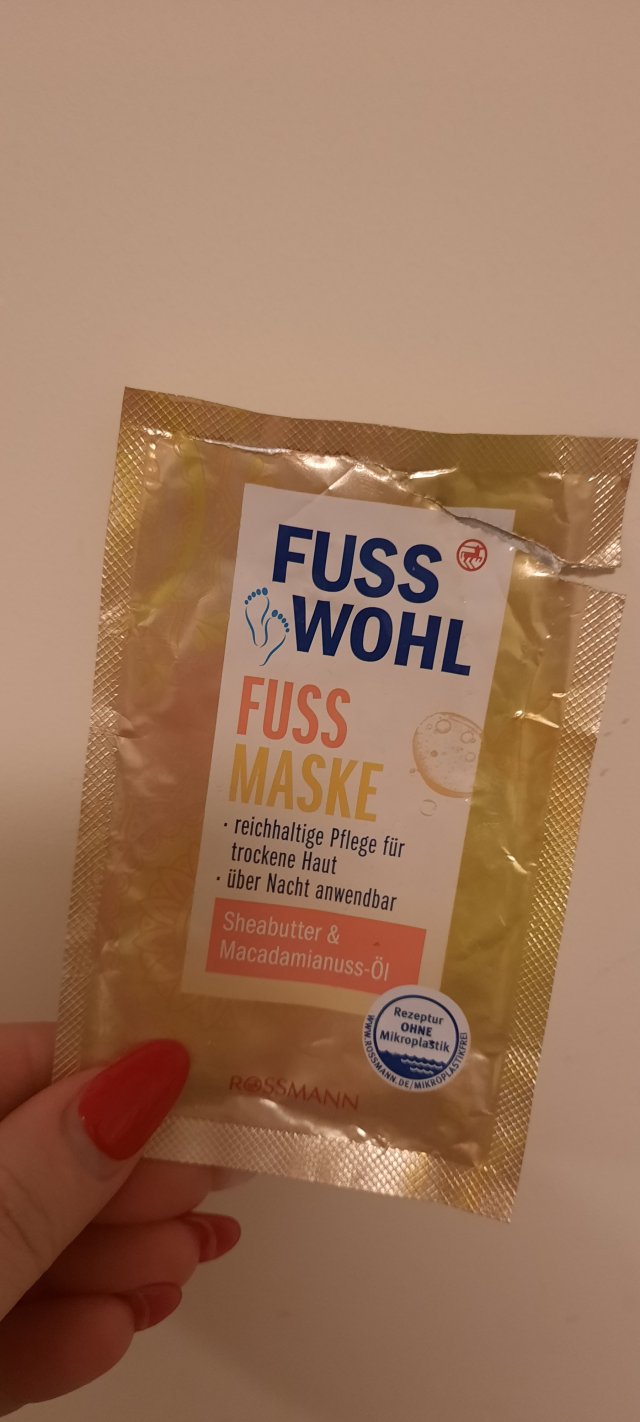 FUSS
WOHL
FUSS
MASKE
· reichhaltige Pflege für
trockene Haut
· über Nacht anwendbar
Sheabutter &
Macadamianuss-Öl
Rezeptur
OHNE
Mikroplastik
WWW.ROSSMANN.DE/MIKROPLASTIKFREI
ROSSMANN